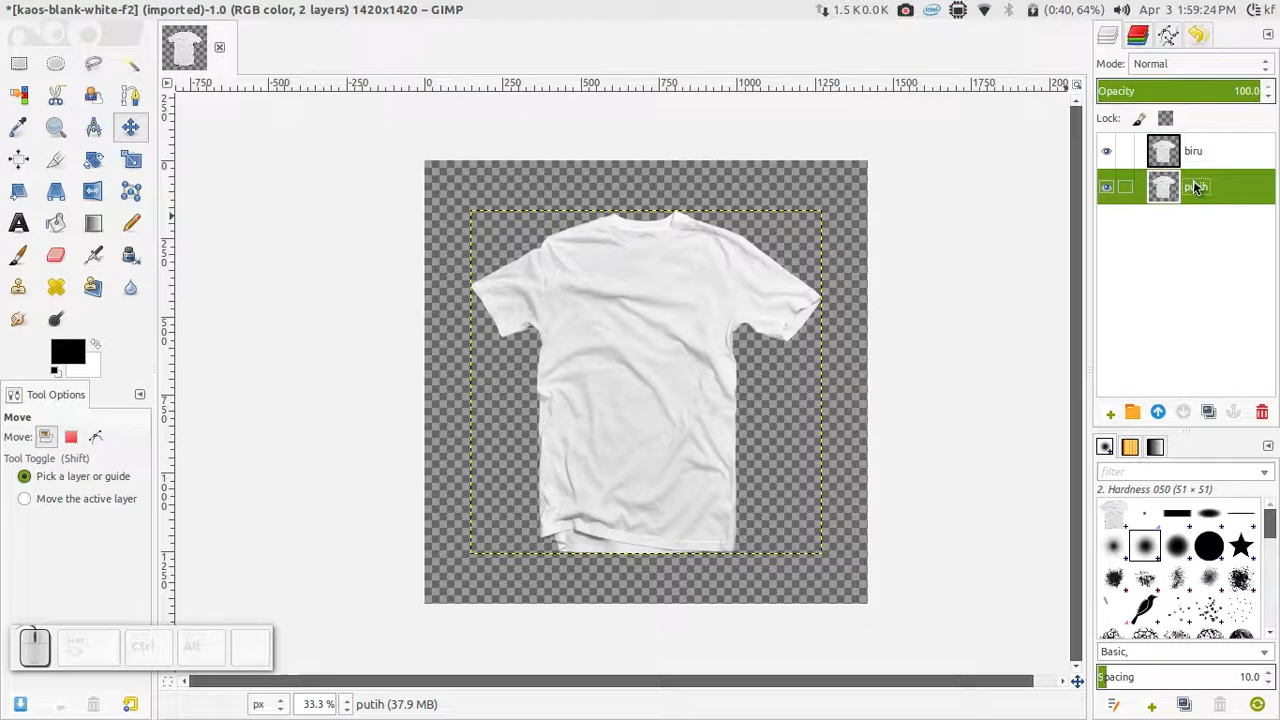 *[kaos-blank-white-f2] (imported)-1.0 (RGB color, 2 layers) 1420x1420 – GIMP
1.5 K 0.0 K
(0:40, 64%)
Apr 3 1:59:24 PM
kf
-750
-500
-250
0
250
500
750
1000
1250
1500
1750
Mode: Normal
Opacity 100.0
Lock:
biru
Tool Options
Move
Move:
Tool Toggle (Shift)
Pick a layer or guide
Move the active layer
Ctrl
Alt
filter
2. Hardness 050 (51 × 51)
Basic,
Spacing 10.0
px
33.3 %
putih (37.9 MB)